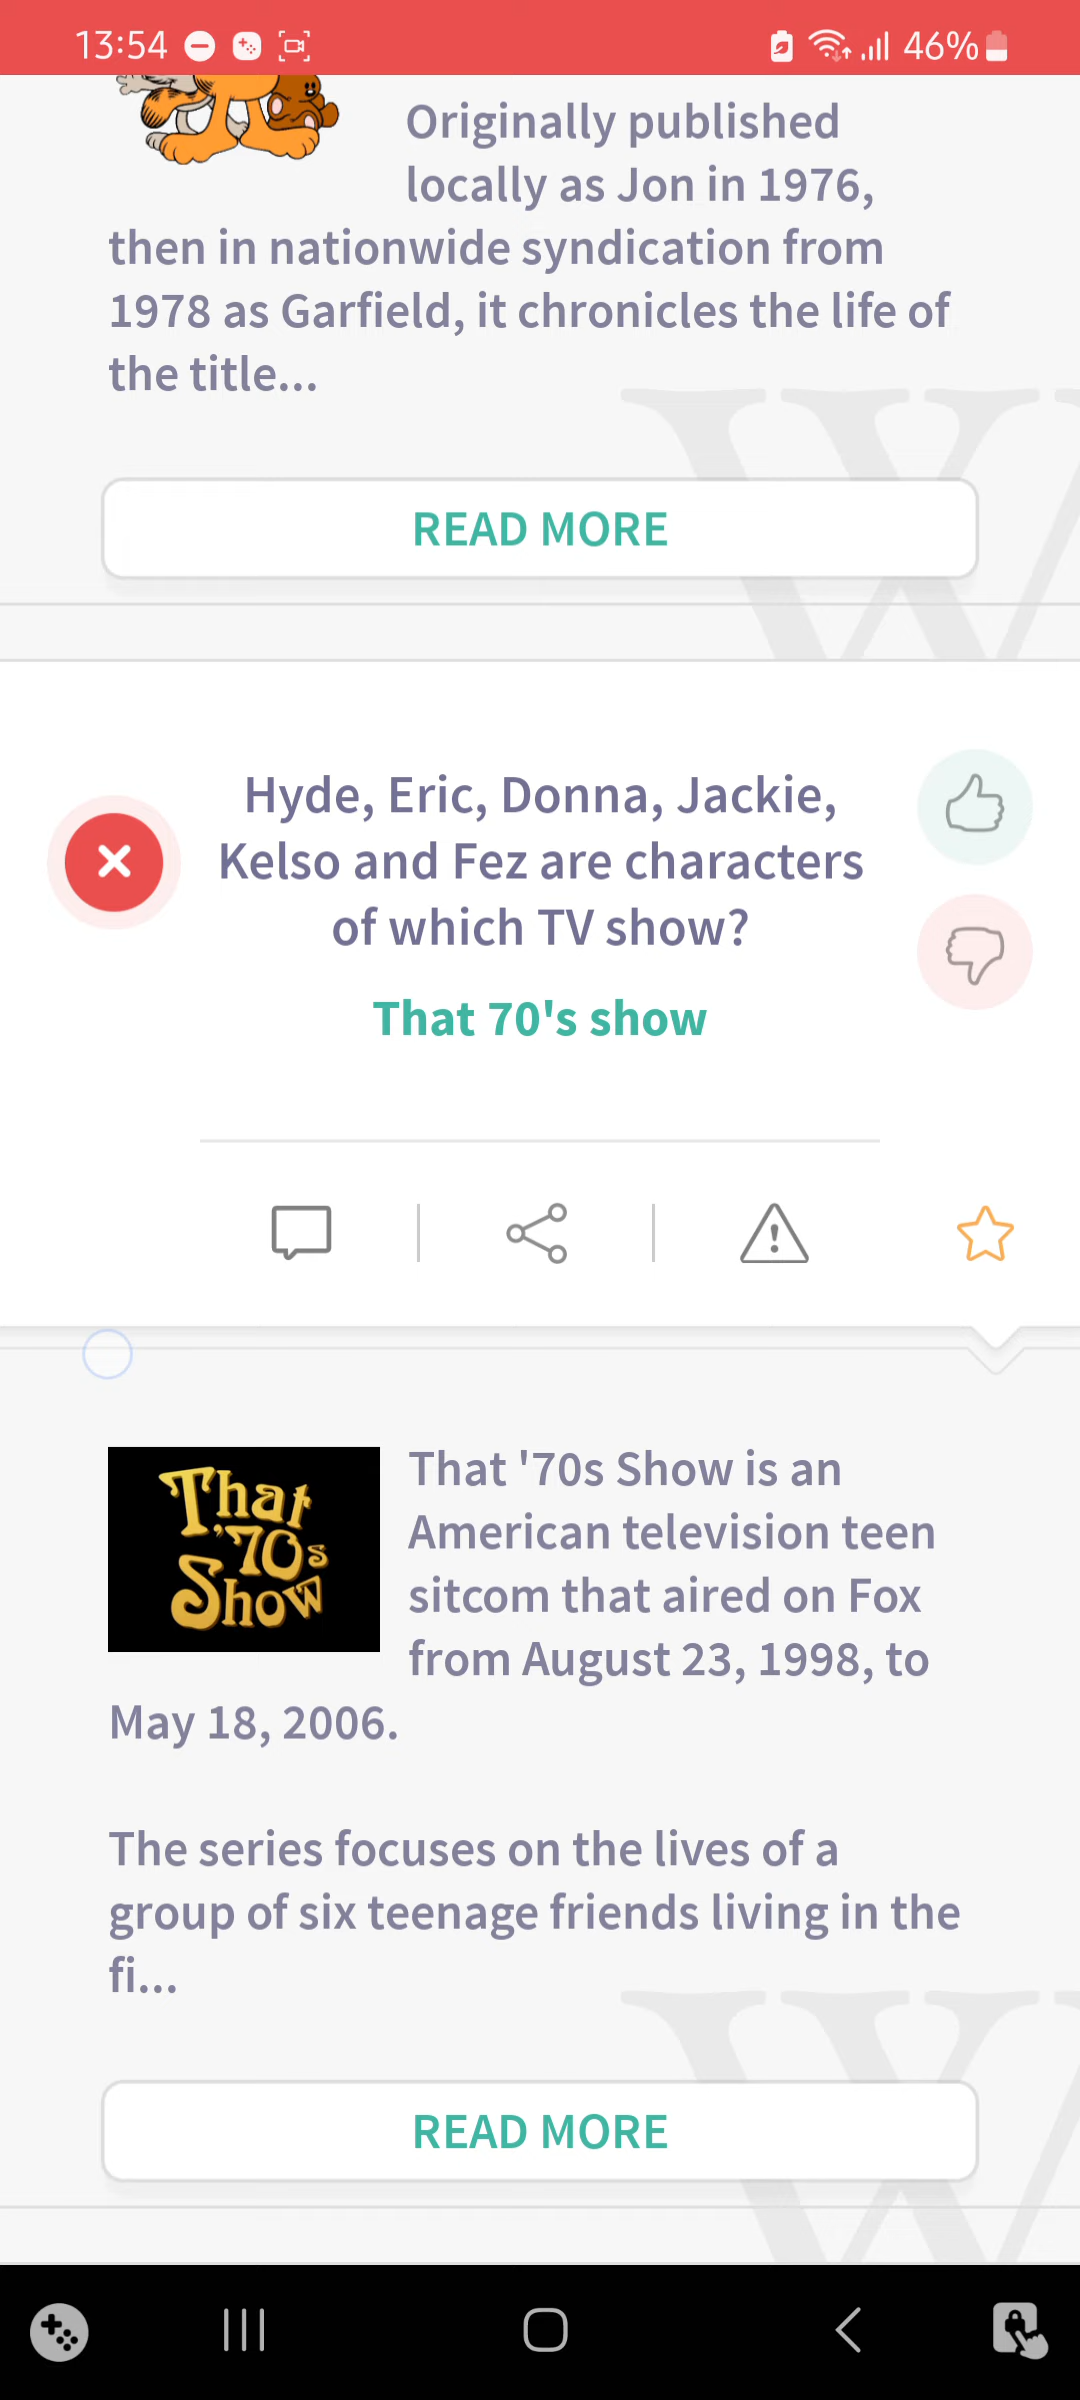 13:54
46%
Originally published
locally as Jon in 1976,
then in nationwide syndication from
1978 as Garfield, it chronicles the life of
the title...
READ MORE
Hyde, Eric, Donna, Jackie,
Kelso and Fez are characters
of which TV show?
That 70's show
That
'70s
Show
That '70s Show is an
American television teen
sitcom that aired on Fox
from August 23, 1998, to
May 18, 2006.
The series focuses on the lives of a
group of six teenage friends living in the
fi...
READ MORE